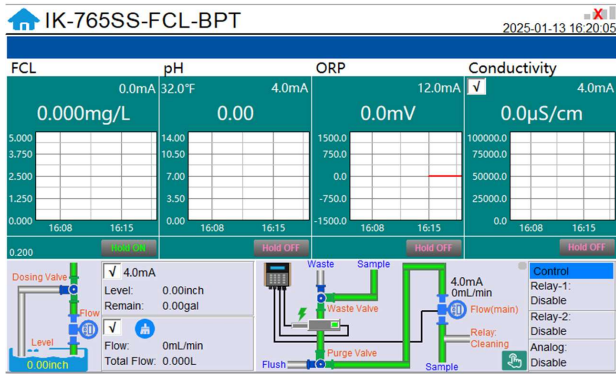 IK-765SS-FCL-BPT
2025-01-13 16:20:05
FCL
pH
ORP
Conductivity
0.0mA
32.0°F
4.0mA
12.0mA
√
4.0mA
0.000mg/L
0.00
0.0mV
0.0µS/cm
5.000
3.750
2.500
1.250
0.000
16:08
16:15
14.00
10.50
7.00
3.50
0.00
16:08
16:15
1500.0
750.0
0.00
-750.0
-1500.0
16:08
16:15
100000.0
75000.0
50000.0
25000.0
0.0
16:08
16:15
0.200
Hold ON
Hold OFF
Hold OFF
Hold OFF
Dosing Valve
Flow
Level
0.00inch
√ 4.0mA
Level: 0.00inch
Remain: 0.00gal
√
Flow: 0mL/min
Total Flow: 0.000L
Waste
Sample
Waste Valve
Purge Valve
Flush
4.0mA
0mL/min
Flow(main)
Relay:
Cleaning
Sample
Control
Relay-1:
Disable
Relay-2:
Disable
Analog:
Disable